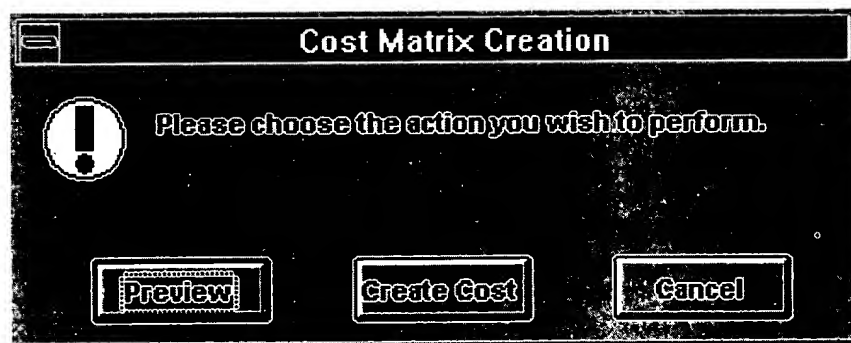 Cost Matrix Creation
Please choose the action you wish to perform.
Preview Create Cost Cancel